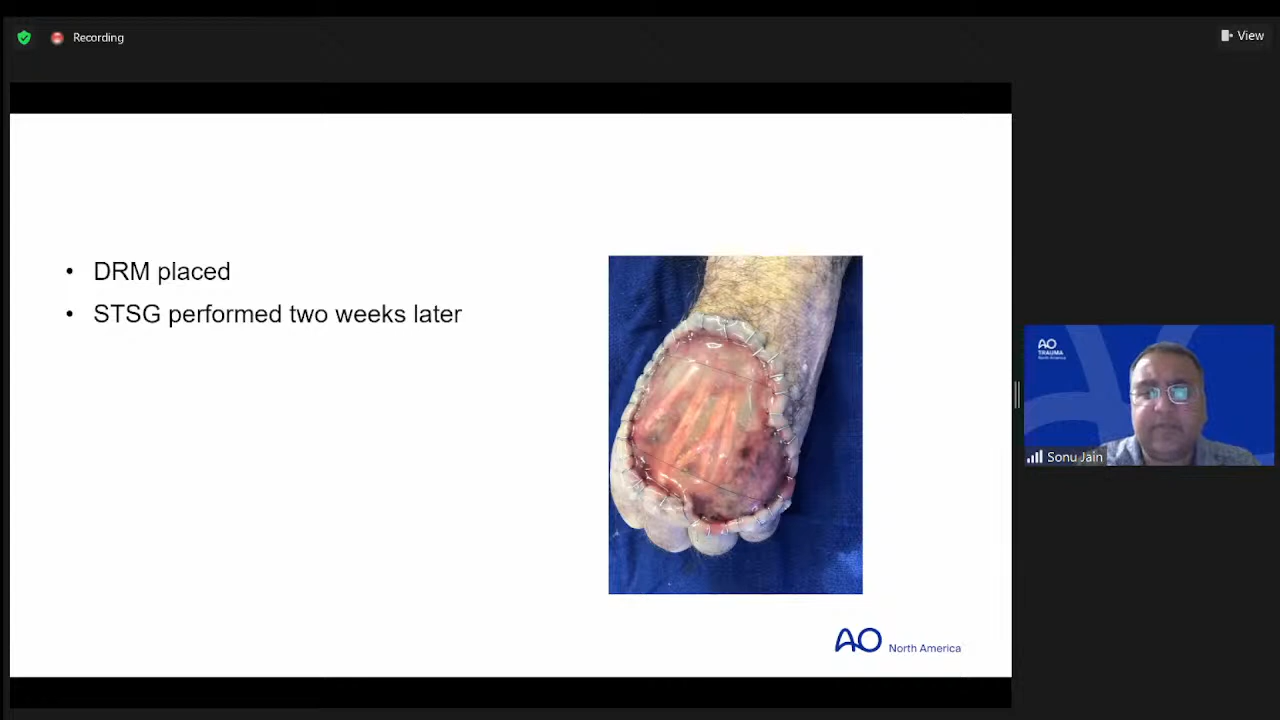 Recording
View
• DRM placed
• STSG performed two weeks later
AO
TRAUMA
North America
Sonu Jain
AO North America